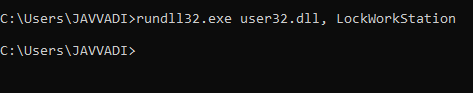 C:\Users\JAVVADI>rundll32.exe user32.dll, LockWorkStation
C:\Users\JAVVADI>